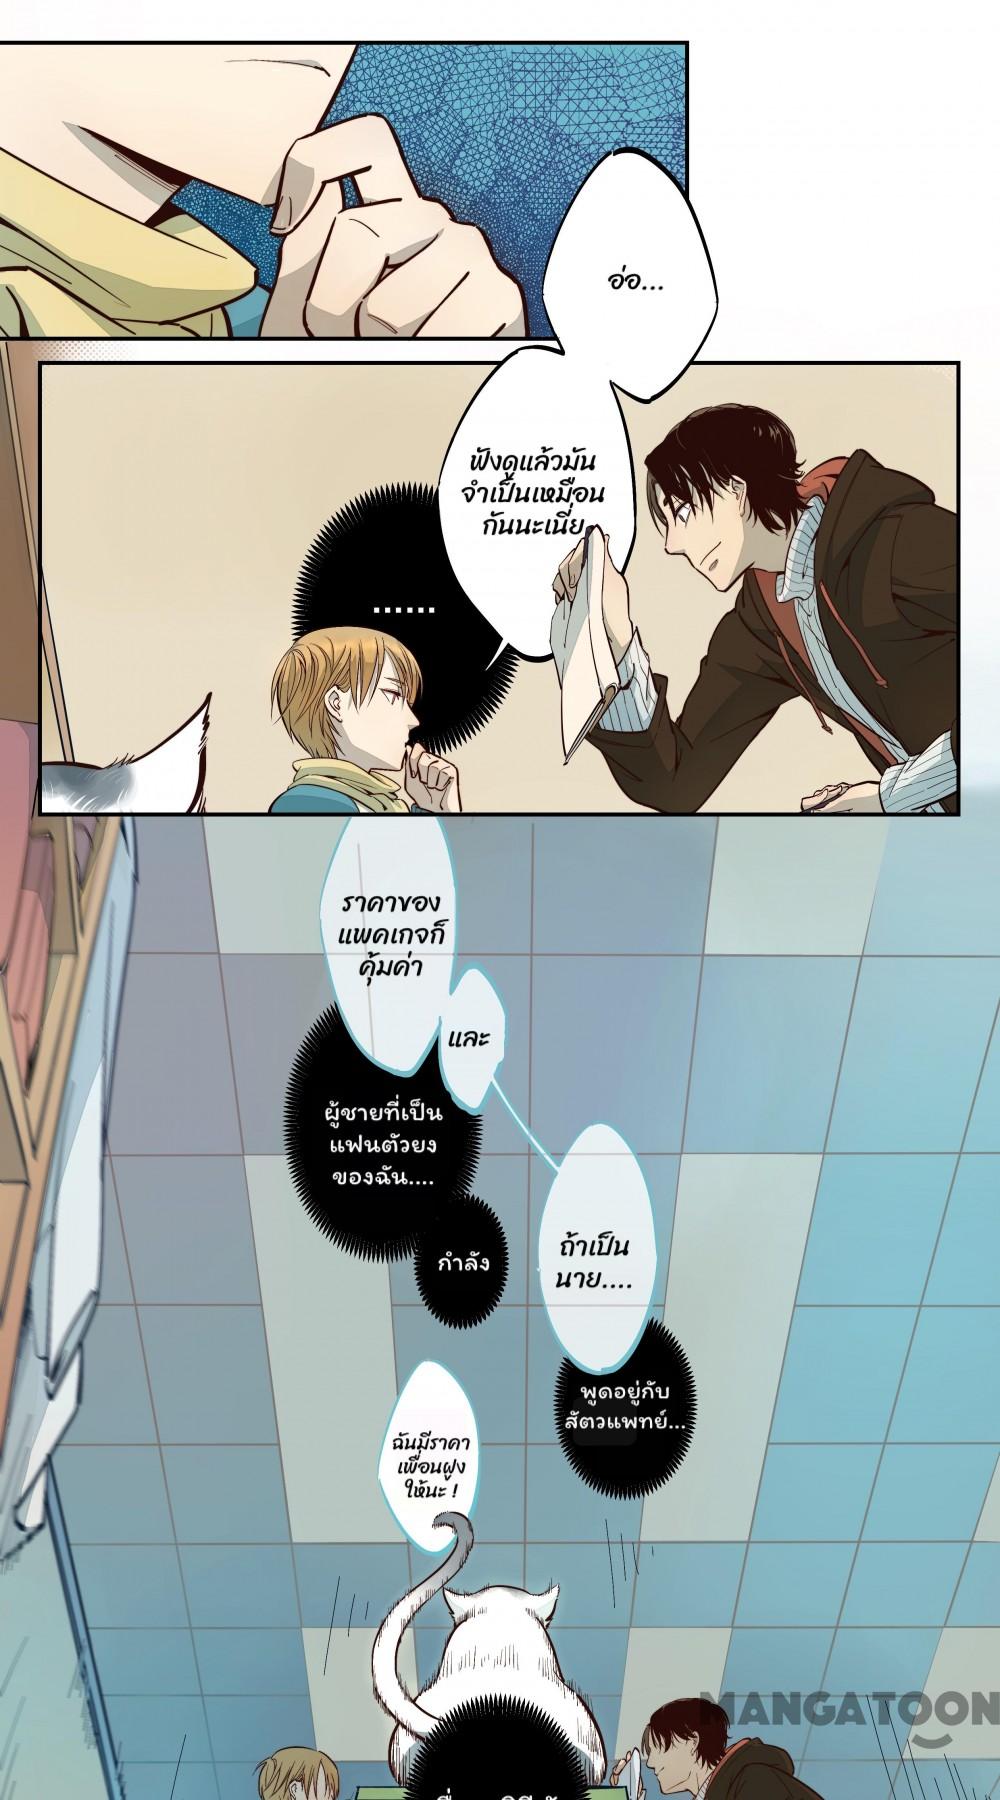 อ่อ...
ฟังดูแล้วมัน
จำเป็นเหมือน
กันนะเนี่ย
......
ราคาของ
แพคเกจก็
คุ้มค่า
และ
ผู้ชายที่เป็น
แฟนตัวยง
ของฉัน....
กำลัง
ถ้าเป็น
นาย....
พูดอยู่กับ
สัตวแพทย์...
ฉันมีราคา
เพื่อนฝูง
ให้นะ !
MANGATOON